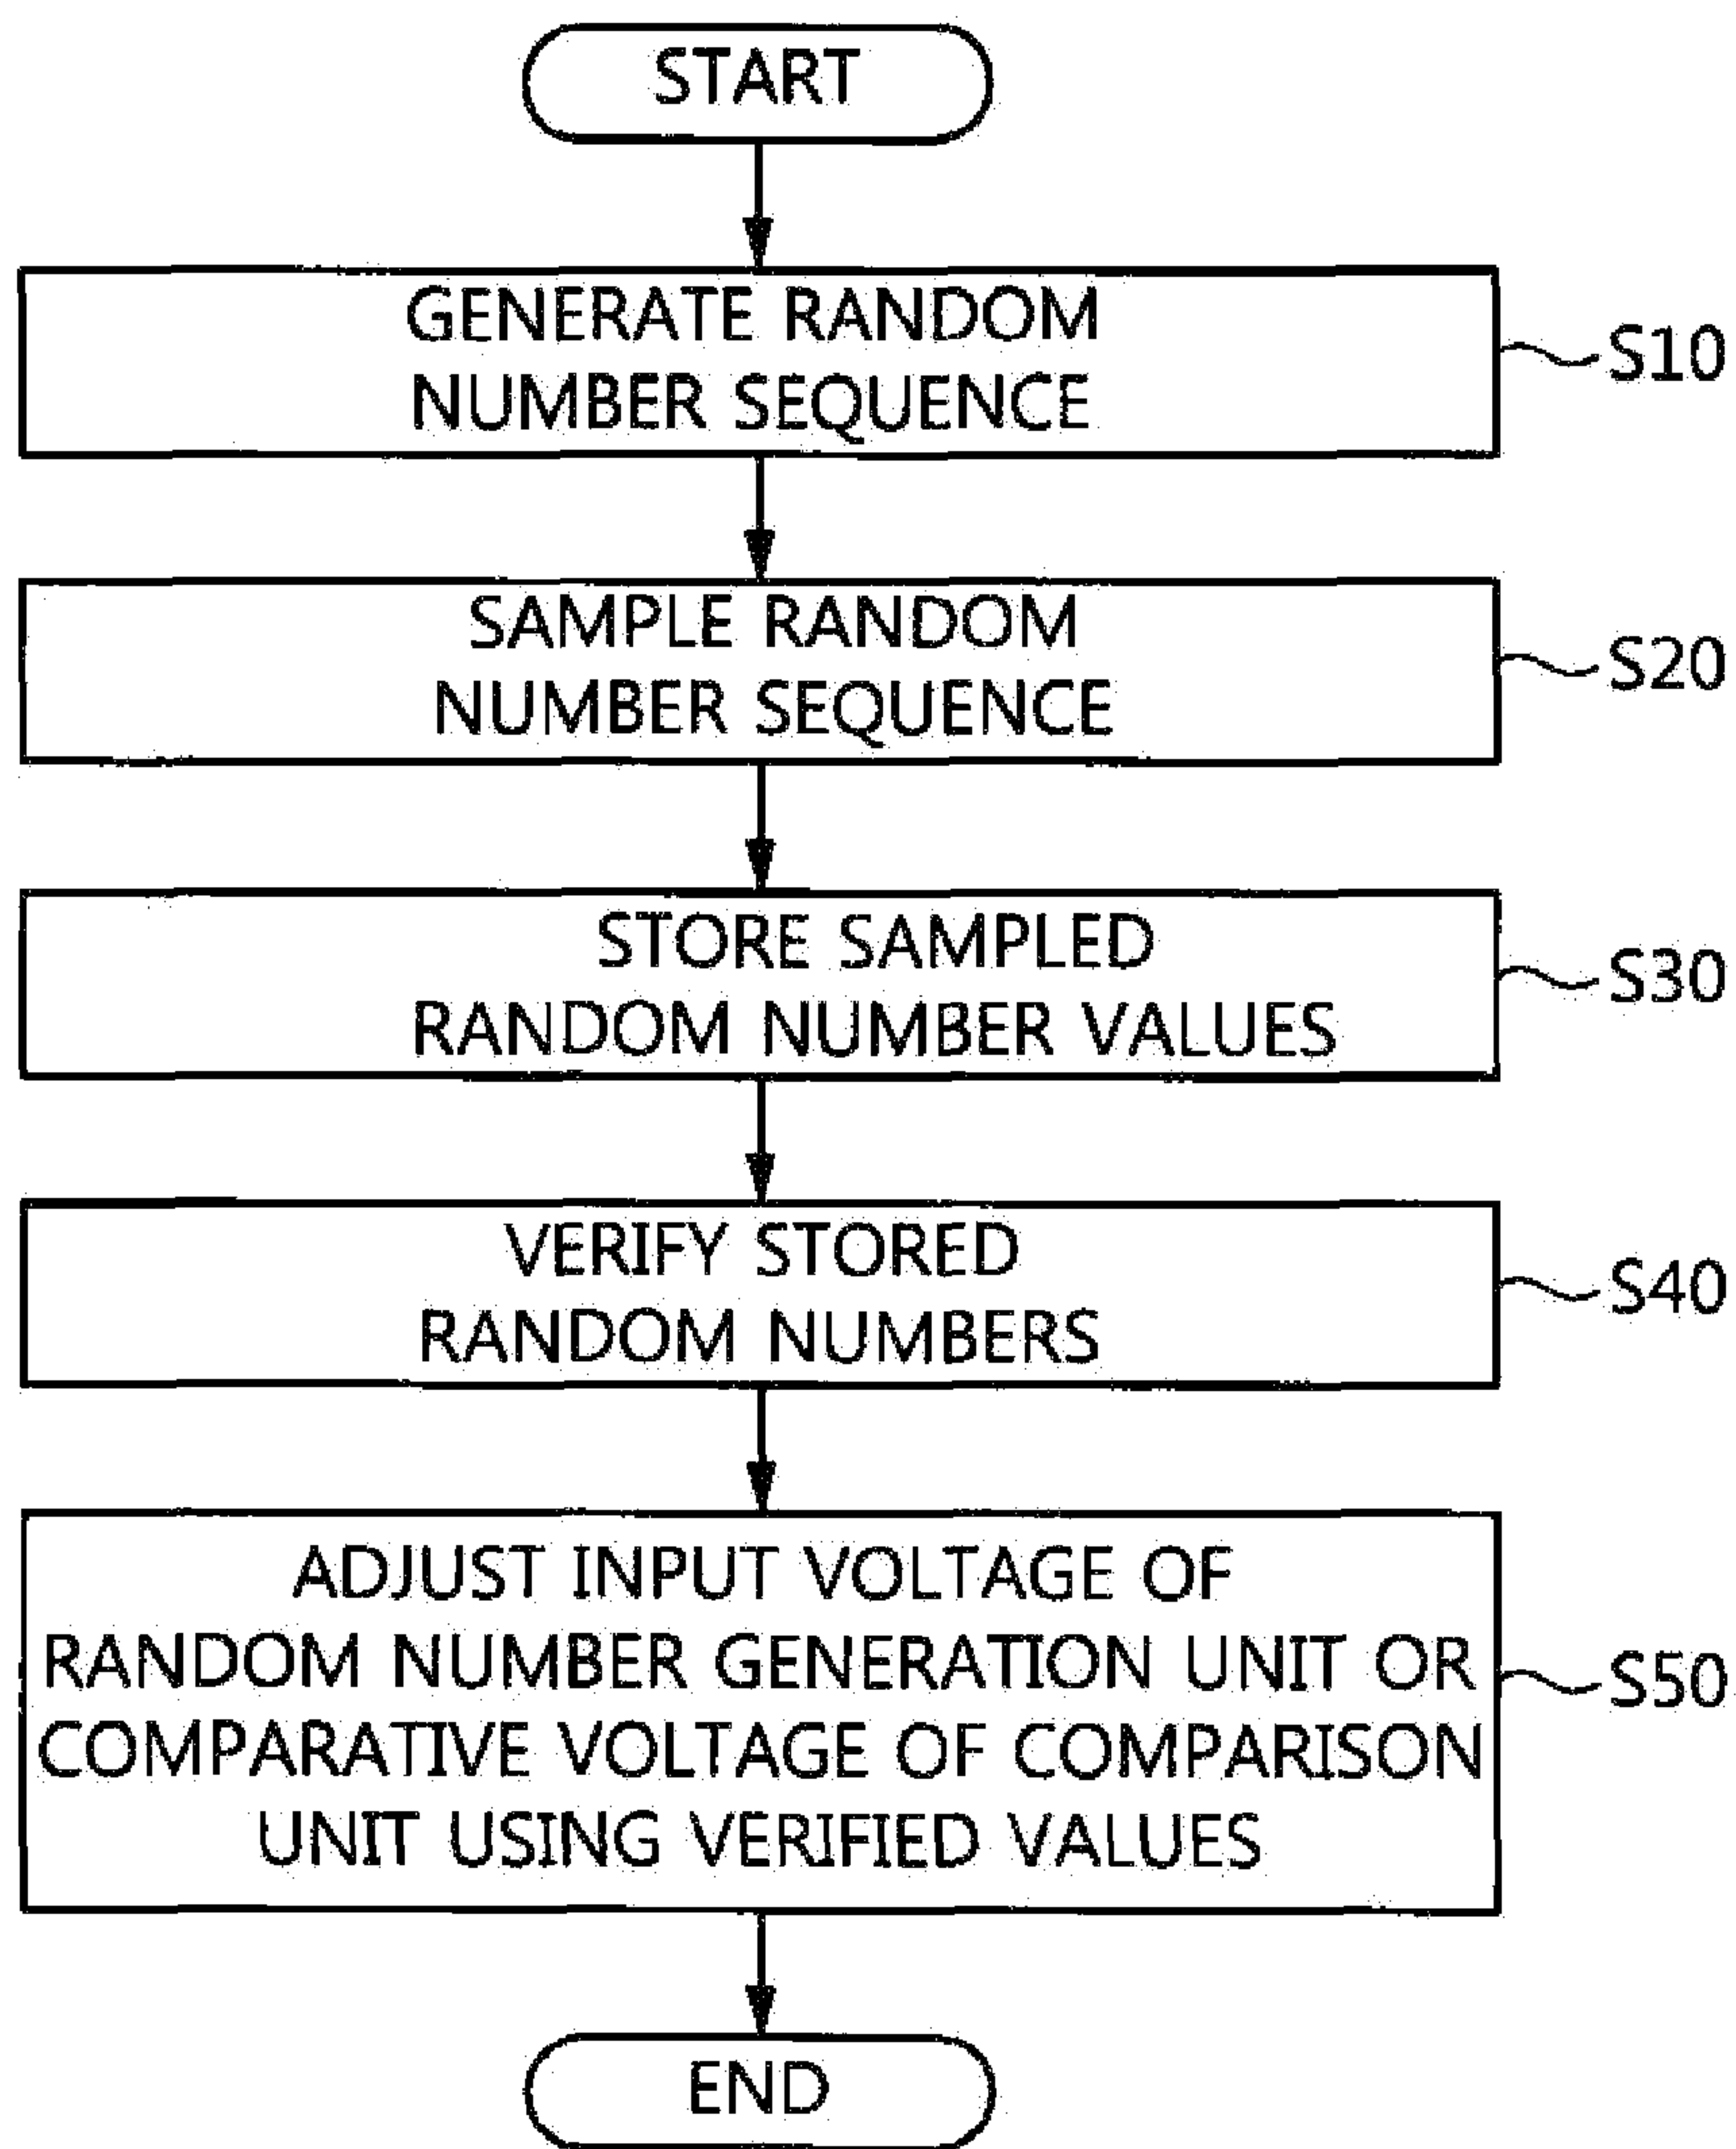 START
GENERATE RANDOM
NUMBER SEQUENCE
S10
SAMPLE RANDOM
NUMBER SEQUENCE
S20
STORE SAMPLED
RANDOM NUMBER VALUES
S30
VERIFY STORED
RANDOM NUMBERS
S40
ADJUST INPUT VOLTAGE OF
RANDOM NUMBER GENERATION UNIT OR
COMPARATIVE VOLTAGE OF COMPARISON
UNIT USING VERIFIED VALUES
S50
END